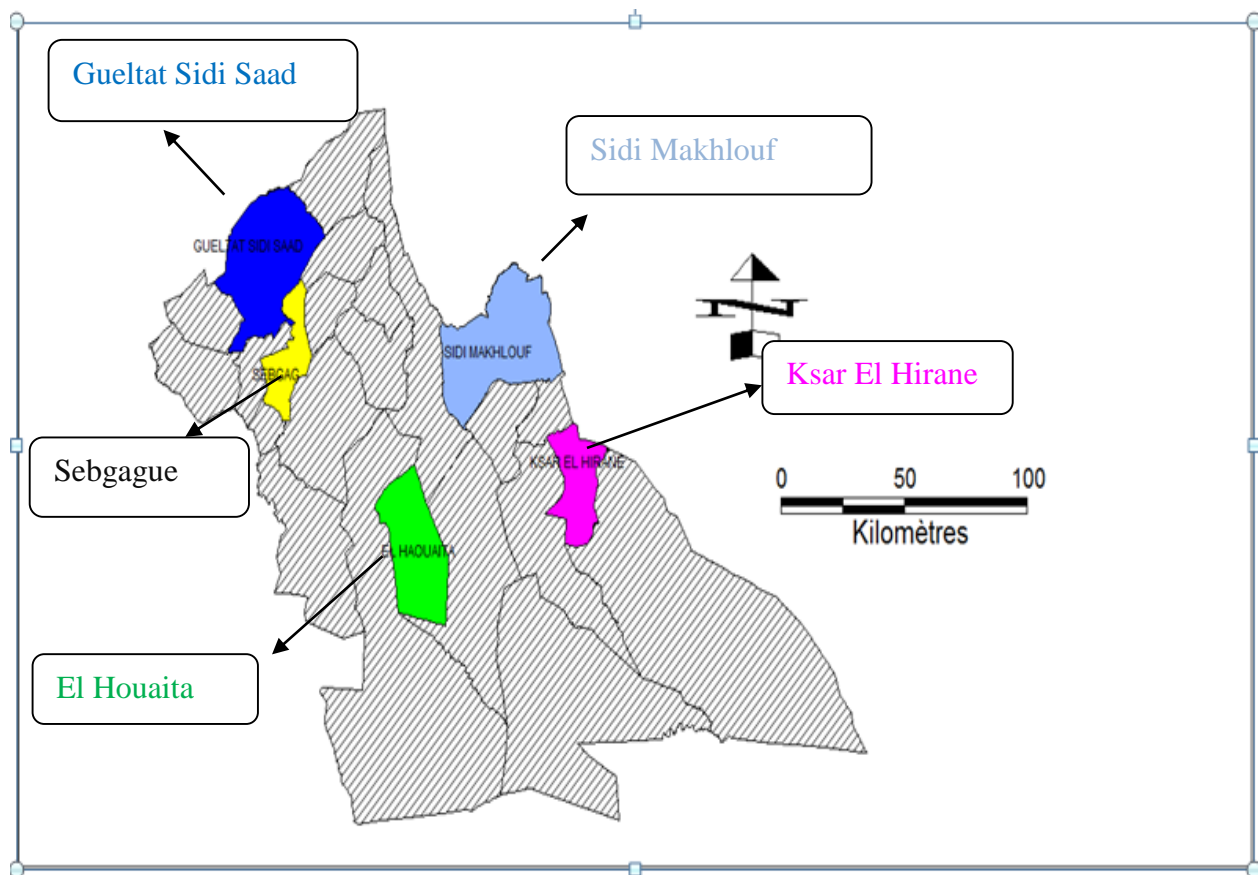 Gueltat Sidi Saad
Sidi Makhlouf
GUELTAT SIDI SAAD
SIDI MAKHLOUF
SEBGAG
Ksar El Hirane
Sebgague
KSAR EL HIRANE
0 50 100
Kilomètres
EL HAOUAITA
El Houaita
N